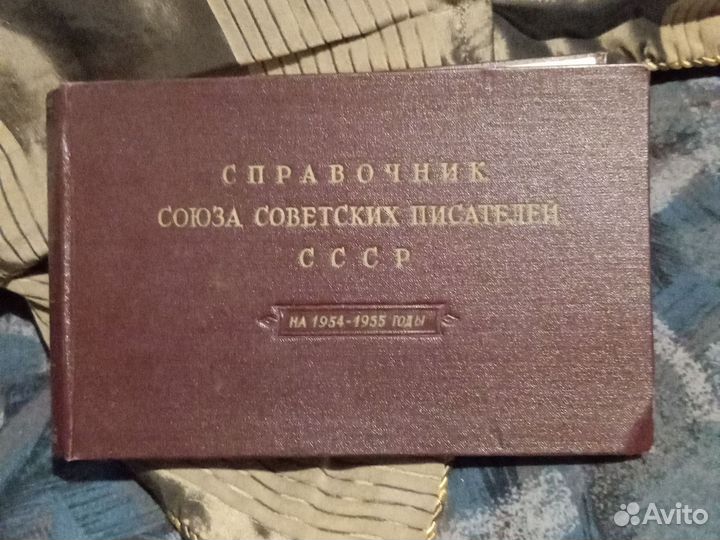 СПРАВОЧНИК
СОЮЗА СОВЕТСКИХ ПИСАТЕЛЕЙ
СССР
НА 1954-1955 ГОДЫ
Avito